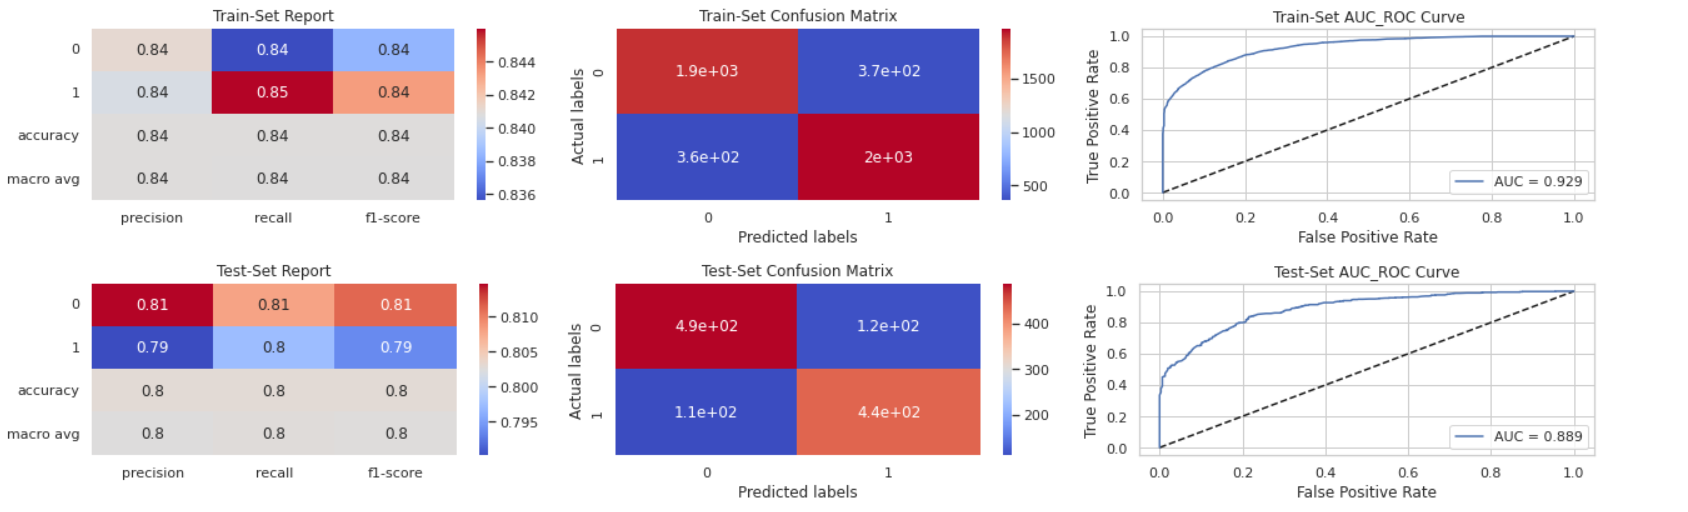 Train-Set Report
0 0.84 0.84 0.84
1 0.84 0.85 0.84
accuracy 0.84 0.84 0.84
macro avg 0.84 0.84 0.84
precision recall f1-score
0.844
0.842
0.840
0.838
0.836
Train-Set Confusion Matrix
Actual labels
0 1.9e+03 3.7e+02
1 3.6e+02 2e+03
0 1
Predicted labels
1500
1000
500
Train-Set AUC_ROC Curve
True Positive Rate
1.0
0.8
0.6
0.4
0.2
0.0
AUC = 0.929
0.0 0.2 0.4 0.6 0.8 1.0
False Positive Rate
Test-Set Report
0 0.81 0.81 0.81
1 0.79 0.8 0.79
accuracy 0.8 0.8 0.8
macro avg 0.8 0.8 0.8
precision recall f1-score
0.810
0.805
0.800
0.795
Test-Set Confusion Matrix
Actual labels
0 4.9e+02 1.2e+02
1 1.1e+02 4.4e+02
0 1
Predicted labels
400
300
200
Test-Set AUC_ROC Curve
True Positive Rate
1.0
0.8
0.6
0.4
0.2
0.0
AUC = 0.889
0.0 0.2 0.4 0.6 0.8 1.0
False Positive Rate